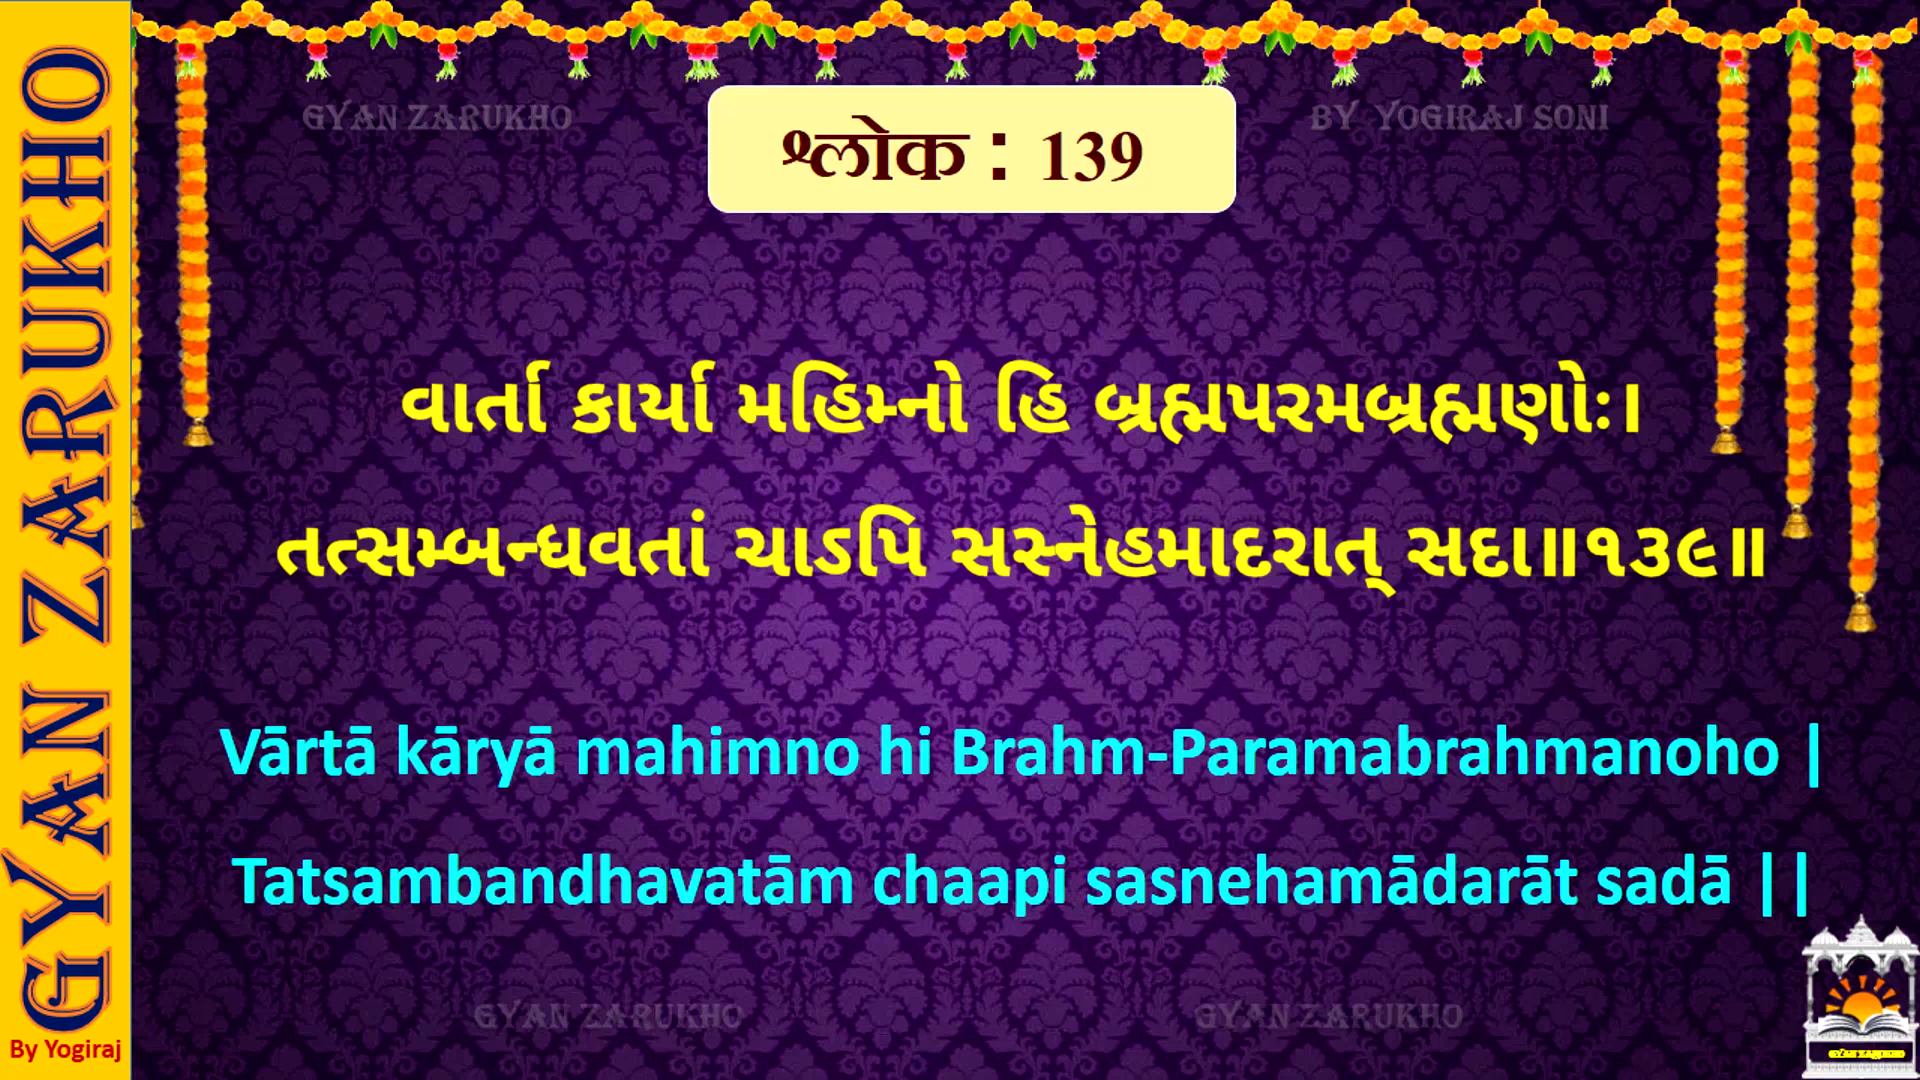 GYAN ZARUKHO
By Yogiraj
GYAN ZARUKHO
BY YOGIRAJ SONI
श्लोक : 139
વાર્તા કાર્યા મહિમ્નો હિ બ્રહ્મપરમબ્રહ્મણોઃ।
તત્સમ્બન્ધવતાં ચાઽપિ સસ્નેહમાદરાત્ સદા॥૧૩૯॥
Vārtā kāryā mahimno hi Brahm-Paramabrahmanoho |
Tatsambandhavatām chaapi sasnehamādarāt sadā ||
GYAN ZARUKHO
GYAN ZARUKHO